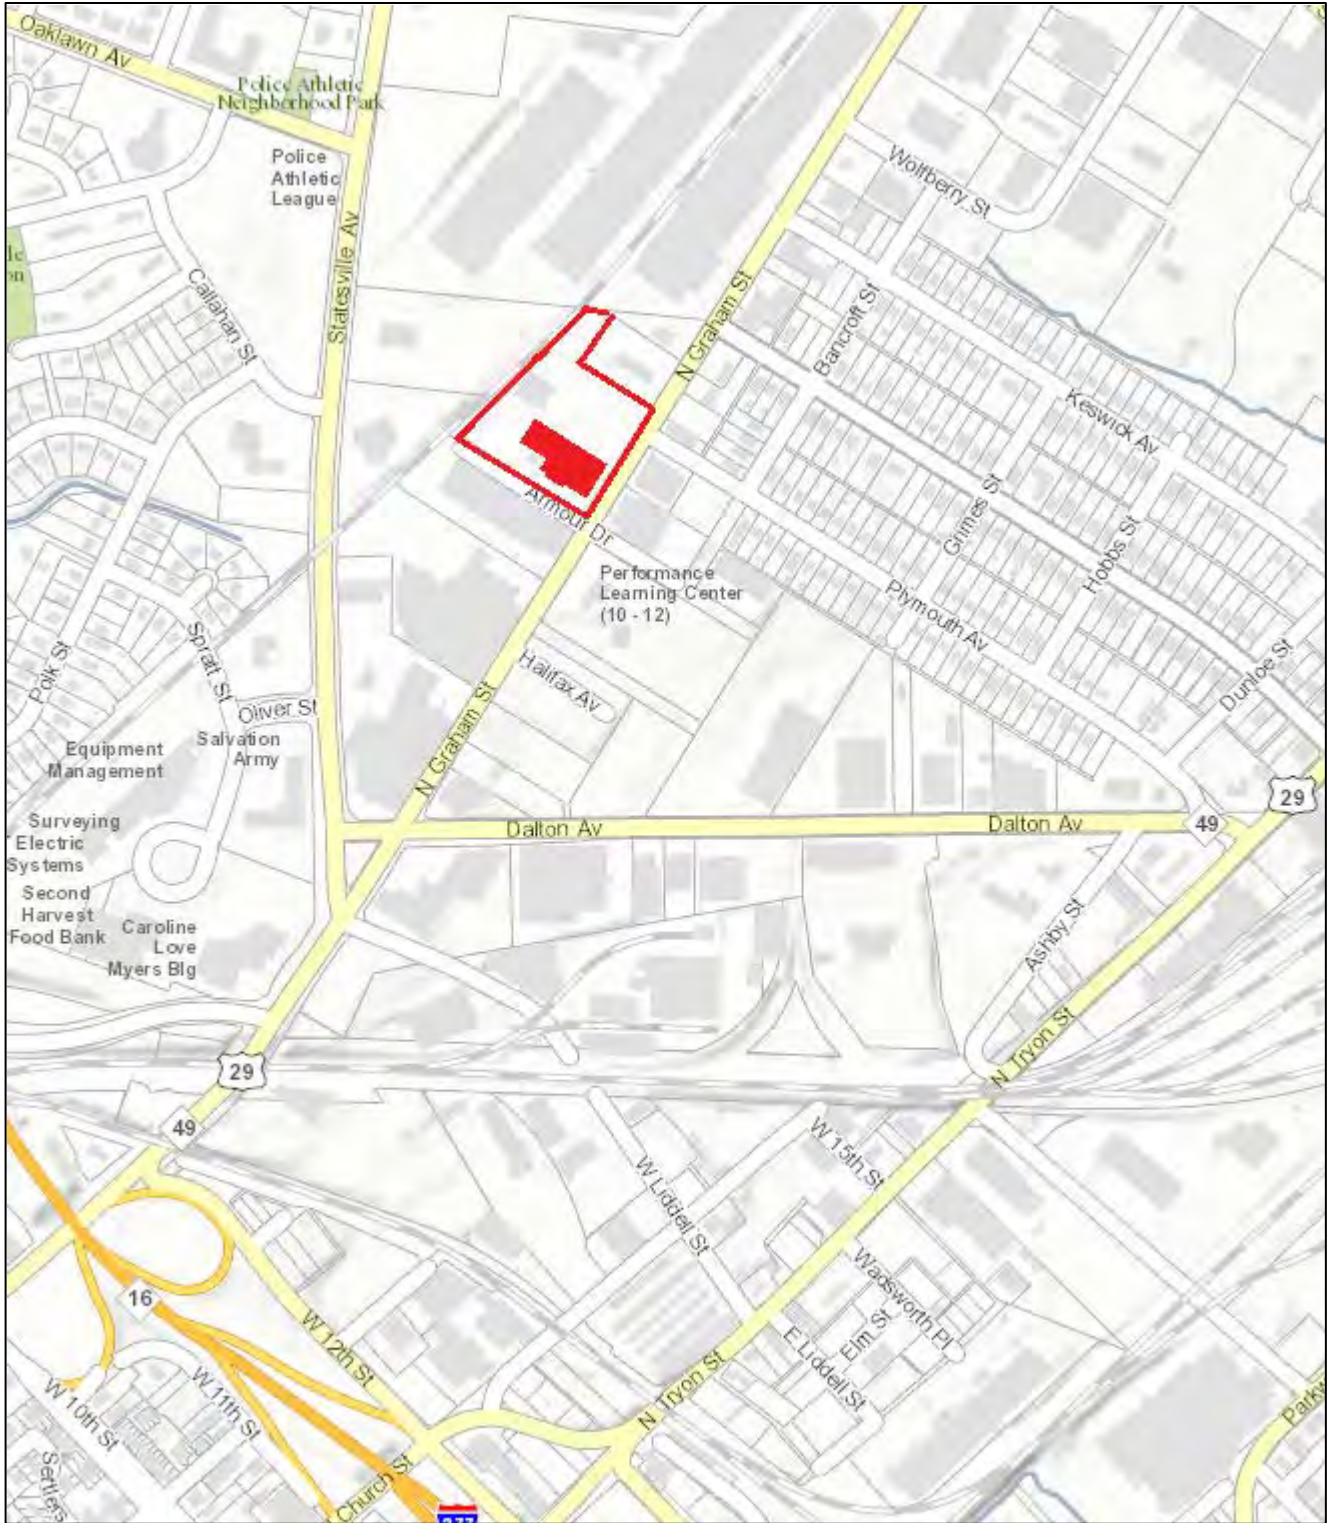 Oaklawn Av
Police Athletic
Neighborhood Park
Police
Athletic
League
Statesville Av
Wolfberry St
Callahan St
N Graham St
Bancroft St
Keswick Av
Grimes St
Hobbs St
Armour Dr
Performance
Learning Center
(10 - 12)
Plymouth Av
Dunloe St
Polk St
Spratt St
Halifax Av
Oliver St
Salvation
Army
Equipment
Management
N Graham St
29
Surveying
Electric
Systems
Dalton Av
Dalton Av
49
Second
Harvest
Food Bank
Caroline
Love
Myers Blg
Ashby St
N Tryon St
29
49
W 15th St
W Liddell St
Wadsworth Pl
Elm St
E Liddell St
16
W 12th St
W 11th St
W 10th St
N Tryon St
Settlers
Church St
277